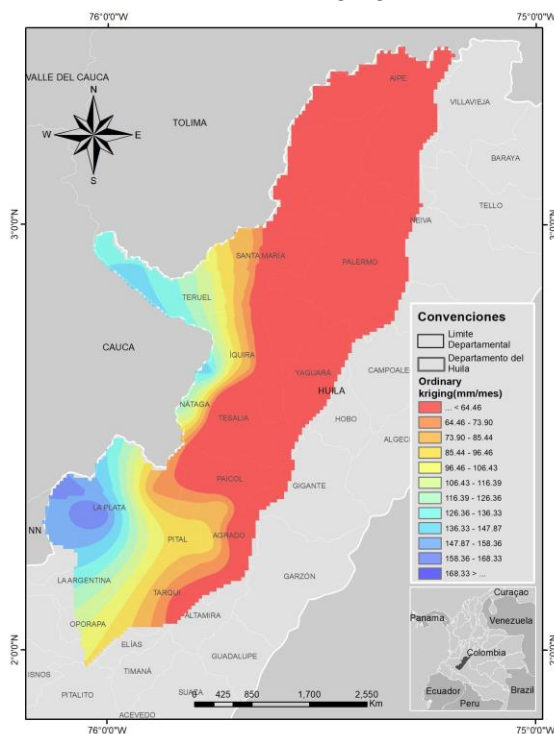 76°0'0"W
75°0'0"W
VALLE DEL CAUCA
AIPE
N
VILLAVIEJA
TOLIMA
W
E
BARAYA
S
TELLO
3°0'0"N
NEIVA
SANTA MARIA
PALERMO
TERUEL
CAUCA
ÍQUIRA
YAGUARÁ
CAMPOALEG
HUILA
NÁTAGA
TESALIA
HOBO
ALGECI
PAICOL
GIGANTE
NN
LA PLATA
PITAL
AGRADO
GARZÓN
LA ARGENTINA
TARQUI
ALTAMIRA
OPORAPA
ELÍAS
2°0'0"N
2°0'0"N
GUADALUPE
TIMANÁ
ISNOS
PITALITO
SUAZA
ACEVEDO
0 425 850 1,700 2,550
Km
76°0'0"W
75°0'0"W
Convenciones
Limite
Departamental
Departamento del
Huila
Ordinary
kriging(mm/mes)
... < 64.46
64.46 - 73.90
73.90 - 85.44
85.44 - 96.46
96.46 - 106.43
106.43 - 116.39
116.39 - 126.36
126.36 - 136.33
136.33 - 147.87
147.87 - 158.36
158.36 - 168.33
168.33 > ...
Curaçao
Panama
Venezuela
Colombia
Ecuador
Brazil
Peru